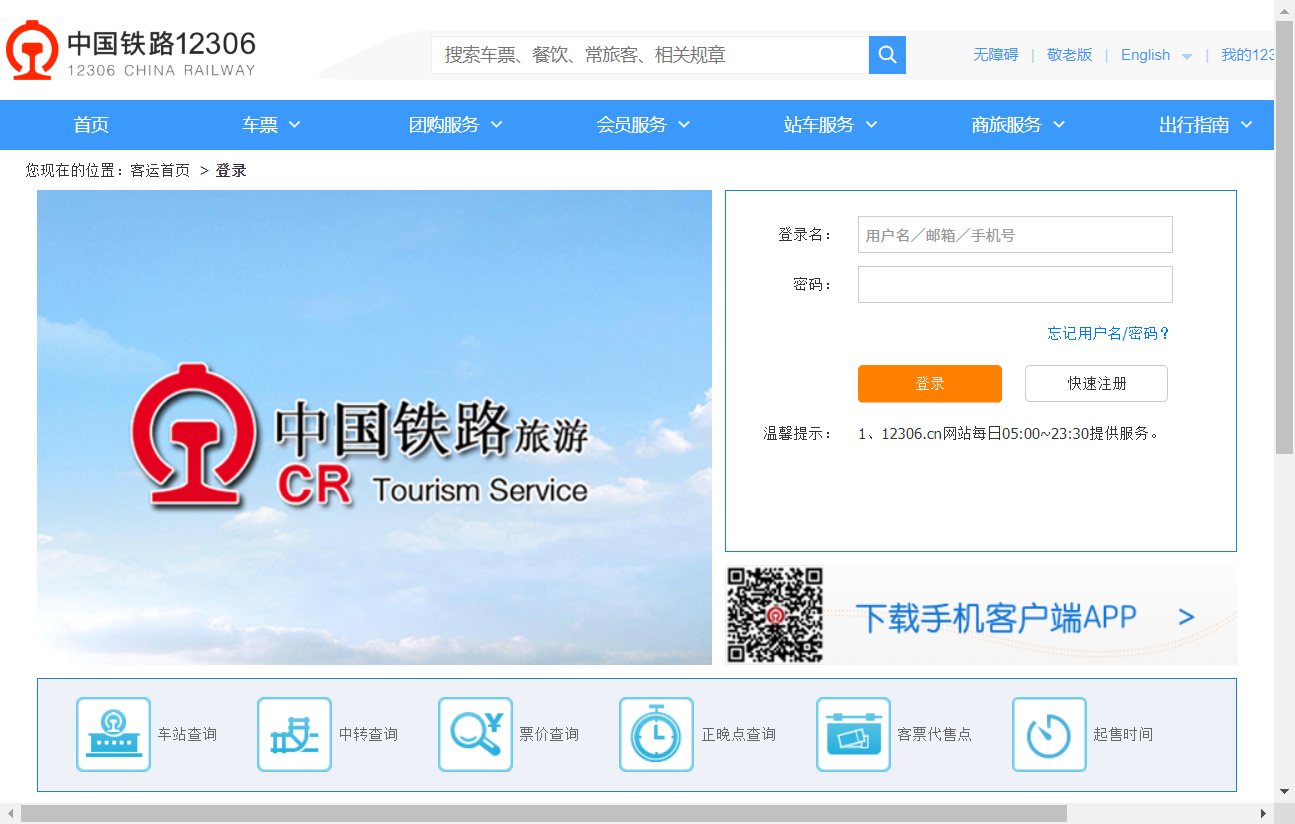 中国铁路12306
12306 CHINA RAILWAY
搜索车票、餐饮、常旅客、相关规章
无障碍 | 敬老版 | English | 我的123
首页 车票 团购服务 会员服务 站车服务 商旅服务 出行指南
您现在的位置：客运首页 > 登录
登录名： 用户名／邮箱／手机号
密码：
忘记用户名/密码？
登录 快速注册
温馨提示： 1、12306.cn网站每日05:00~23:30提供服务。
中国铁路旅游
CR Tourism Service
下载手机客户端APP >
车站查询 中转查询 票价查询 正晚点查询 客票代售点 起售时间